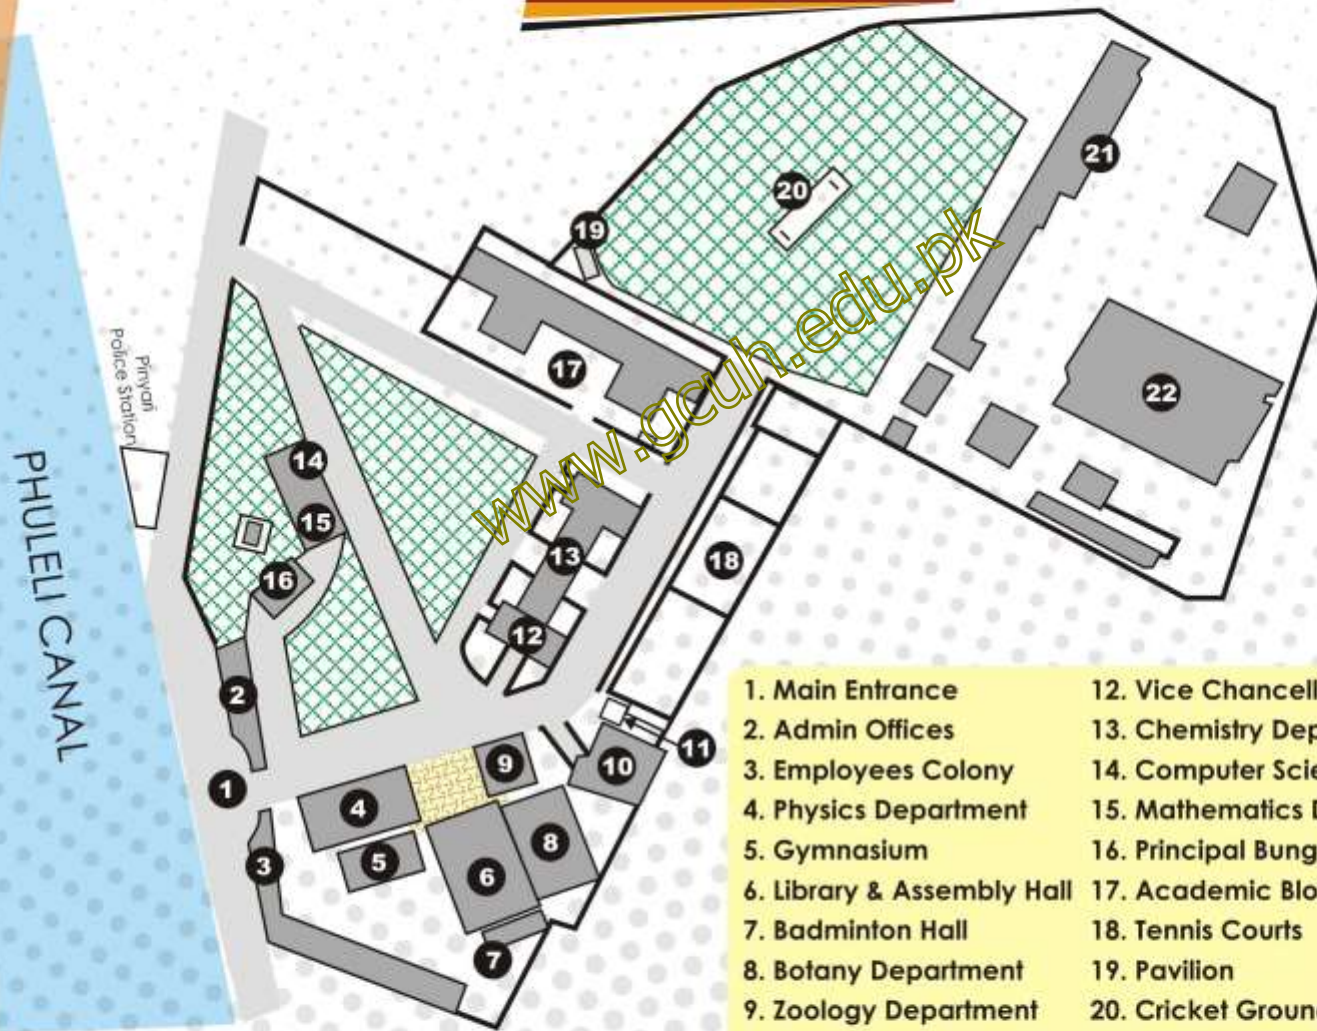 20
21
19
17
22
Pinyari
Police Station
14
15
13
18
16
12
2
PHULELI CANAL
www.gcuh.edu.pk
1
9
10
11
4
5
8
3
6
7
1. Main Entrance
2. Admin Offices
3. Employees Colony
4. Physics Department
5. Gymnasium
6. Library & Assembly Hall
7. Badminton Hall
8. Botany Department
9. Zoology Department
12. Vice Chancell
13. Chemistry Dep
14. Computer Scie
15. Mathematics D
16. Principal Bung
17. Academic Blo
18. Tennis Courts
19. Pavilion
20. Cricket Groun